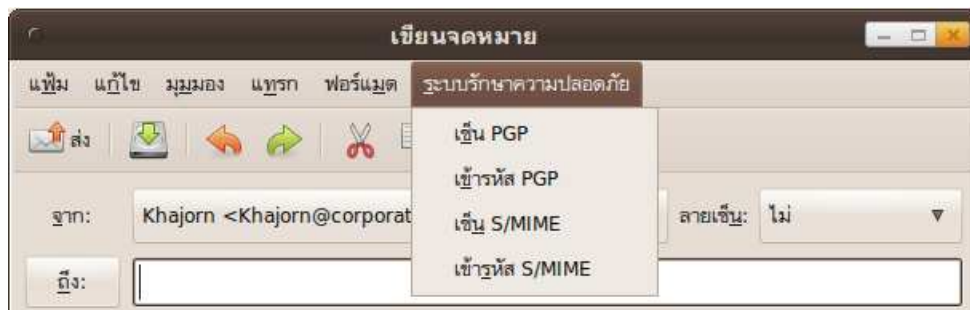 เขียนจดหมาย
แฟ้ม แก้ไข มุมมอง แทรก ฟอร์แมต ระบบรักษาความปลอดภัย
ส่ง
เซ็น PGP
เข้ารหัส PGP
จาก: Khajorn <Khajorn@corporat ลายเซ็น: ไม่
เซ็น S/MIME
เข้ารหัส S/MIME
ถึง: